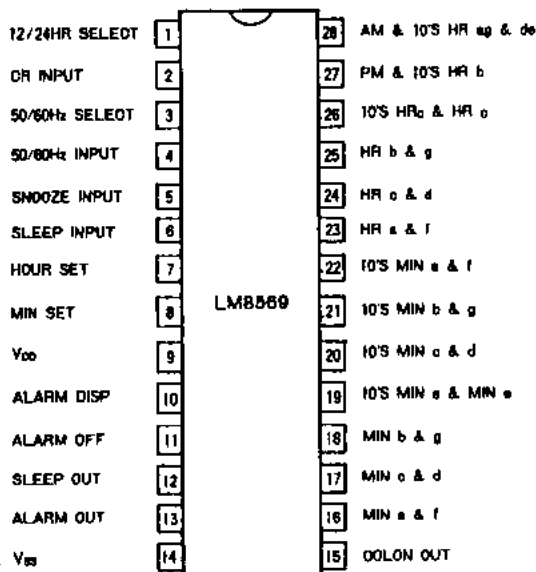 12/24HR SELECT 1
CR INPUT 2
50/60Hz SELECT 3
50/60Hz INPUT 4
SNOOZE INPUT 5
SLEEP INPUT 6
HOUR SET 7
MIN SET 8
VDD 9
ALARM DISP 10
ALARM OFF 11
SLEEP OUT 12
ALARM OUT 13
VSS 14
LM8569
28 AM & 10'S HR &
27 PM & 10'S HR b
26 10'S HR & HR
25 HR b & g
24 HR c & d
23 HR a & f
22 10'S MIN a & f
21 10'S MIN b & g
20 10'S MIN c & d
19 10'S MIN e & MIN e
18 MIN b & g
17 MIN c & d
16 MIN a & f
15 COLON OUT